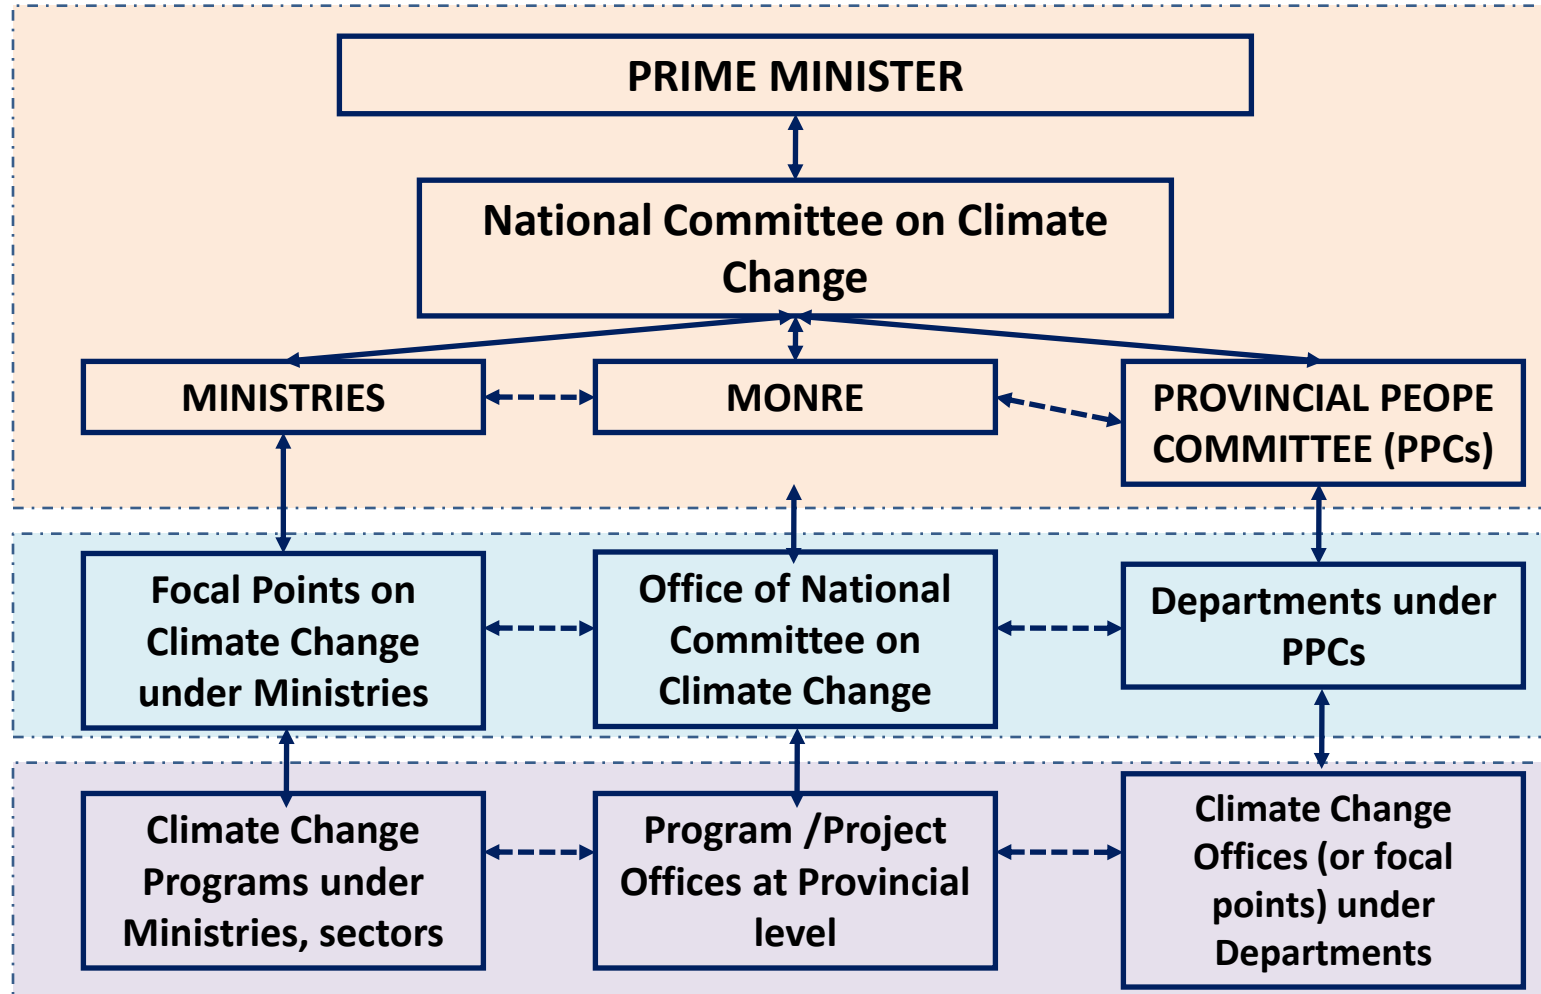 PRIME MINISTER
National Committee on Climate
Change
MINISTRIES
MONRE
PROVINCIAL PEOPE
COMMITTEE (PPCs)
Focal Points on
Climate Change
under Ministries
Office of National
Committee on
Climate Change
Departments under
PPCs
Climate Change
Programs under
Ministries, sectors
Program /Project
Offices at Provincial
level
Climate Change
Offices (or focal
points) under
Departments